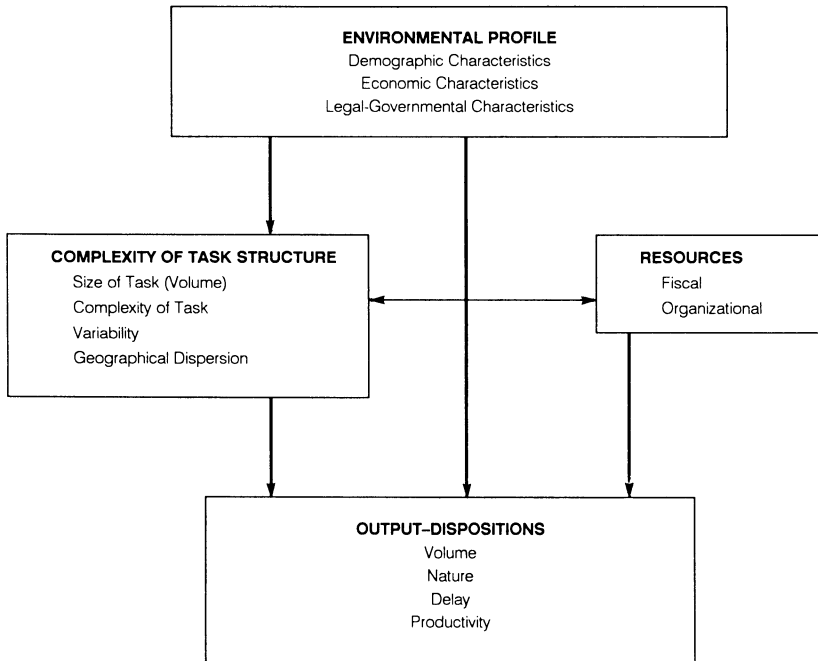 ENVIRONMENTAL PROFILE
Demographic Characteristics
Economic Characteristics
Legal-Governmental Characteristics
COMPLEXITY OF TASK STRUCTURE
Size of Task (Volume)
Complexity of Task
Variability
Geographical Dispersion
RESOURCES
Fiscal
Organizational
OUTPUT–DISPOSITIONS
Volume
Nature
Delay
Productivity